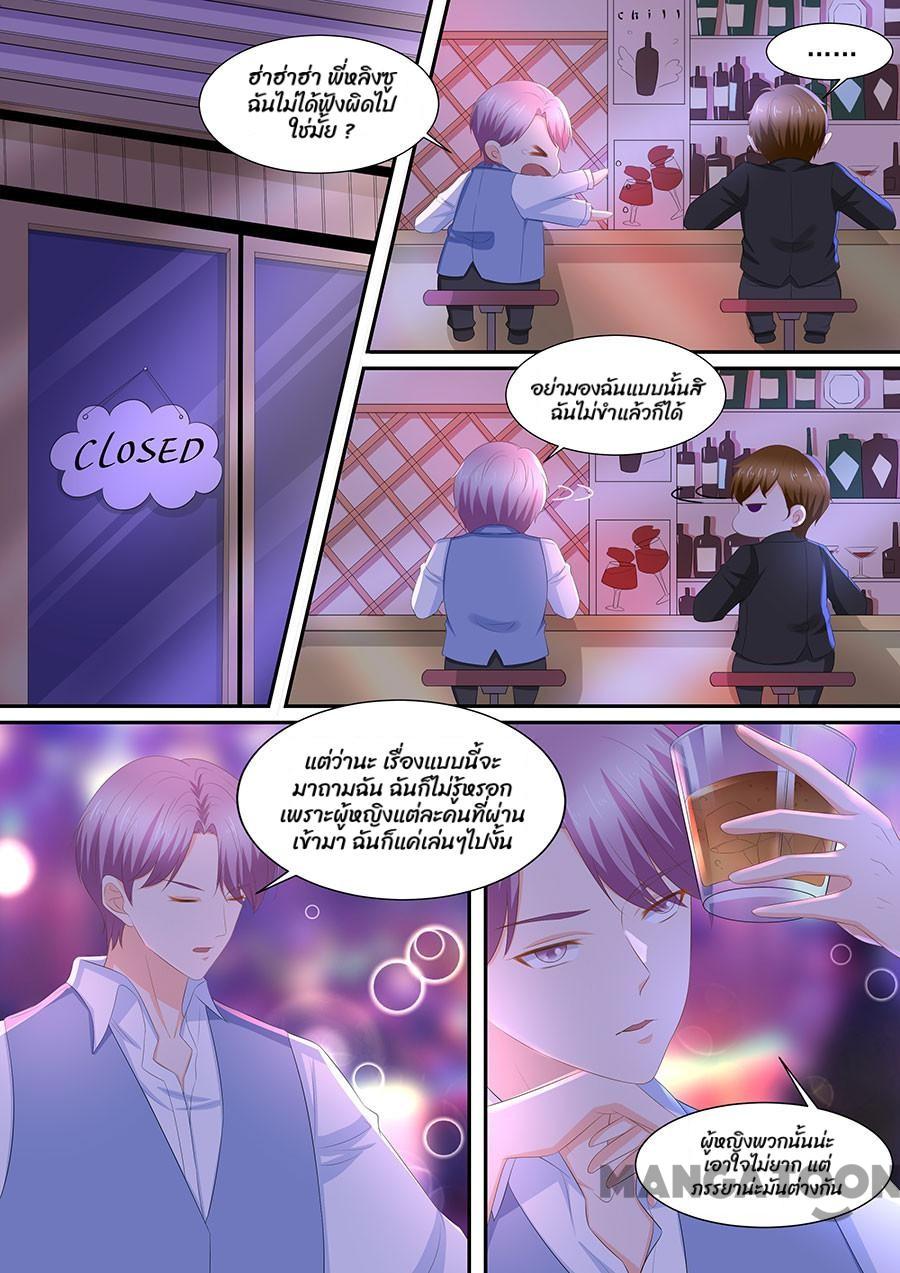 ฮ่าฮ่าฮ่า พี่หลิงซู
ฉันไม่ได้ฟังผิดไป
ใช่มั้ย ?
chill
......
CLOSED
อย่ามองฉันแบบนั้นสิ
ฉันไม่ขำแล้วก็ได้
แต่ว่านะ เรื่องแบบนี้จะ
มาถามฉัน ฉันก็ไม่รู้หรอก
เพราะผู้หญิงแต่ละคนที่ผ่าน
เข้ามา ฉันก็แค่เล่นๆไปงั้น
ผู้หญิงพวกนั้นน่ะ
เอาใจไม่ยาก แต่
ภรรยาน่ะมันต่างกัน
MANGATOON